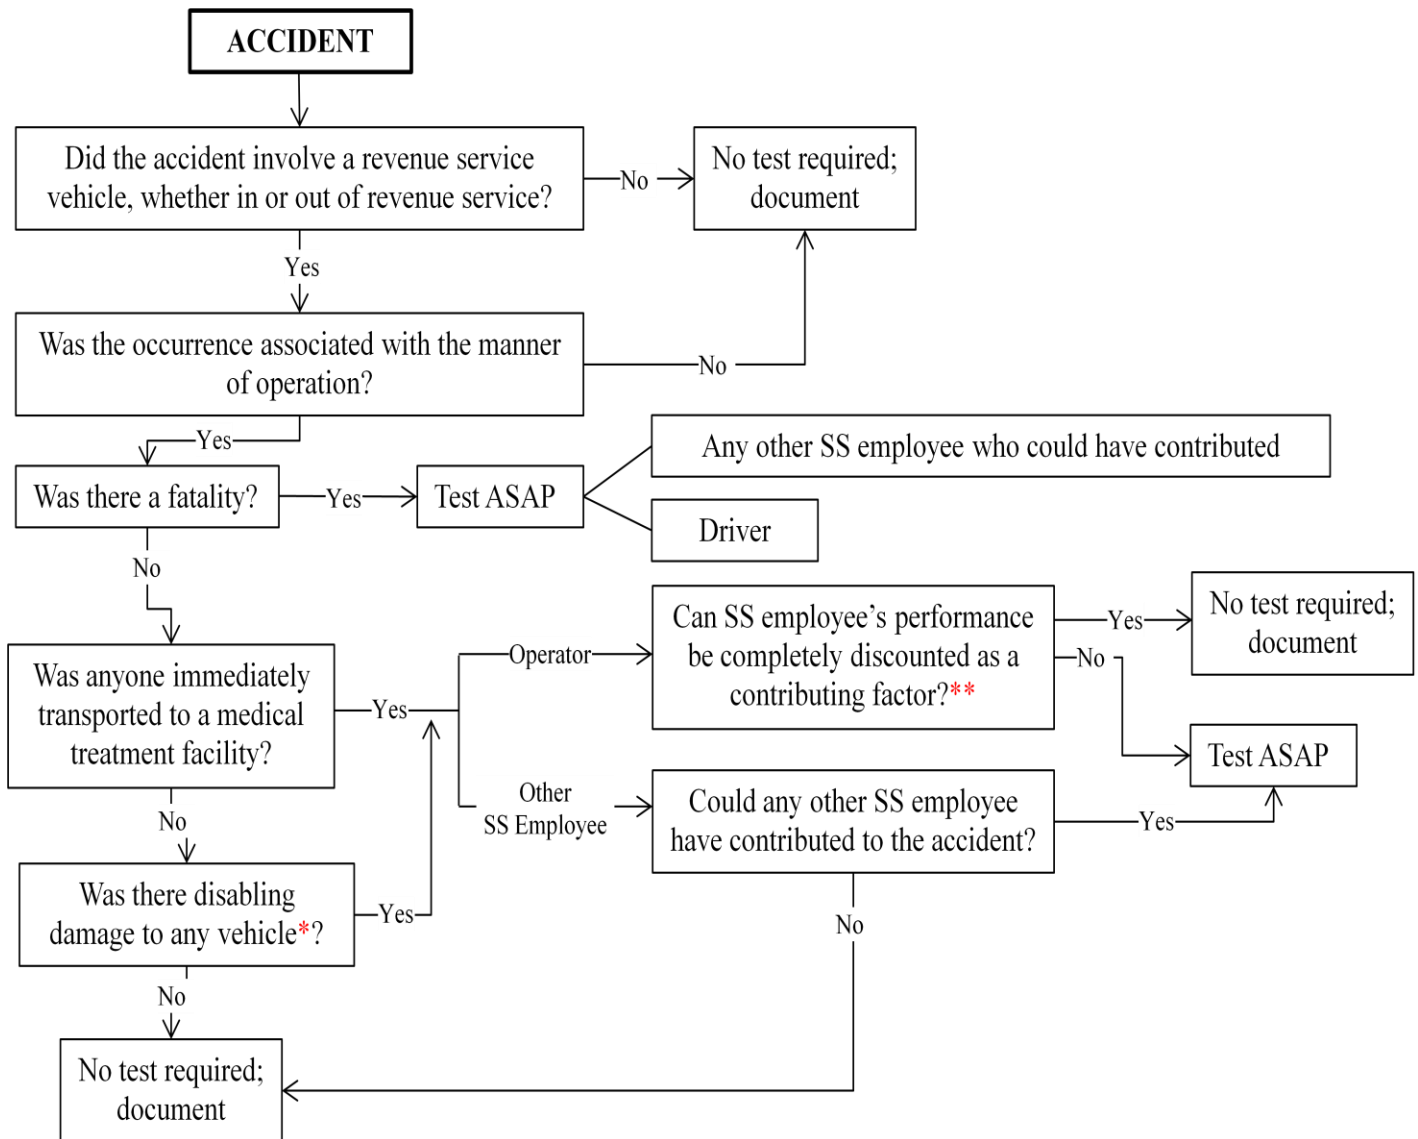 ACCIDENT
Did the accident involve a revenue service
vehicle, whether in or out of revenue service?
No
No test required;
document
Yes
Was the occurrence associated with the manner
of operation?
No
Yes
Was there a fatality?
Yes
Test ASAP
Any other SS employee who could have contributed
Driver
No
Was anyone immediately
transported to a medical
treatment facility?
Yes
Operator
Can SS employee’s performance
be completely discounted as a
contributing factor?**
Yes
No test required;
document
No
Test ASAP
Other
SS Employee
Could any other SS employee
have contributed to the accident?
Yes
No
No
Was there disabling
damage to any vehicle*?
Yes
No
No test required;
document